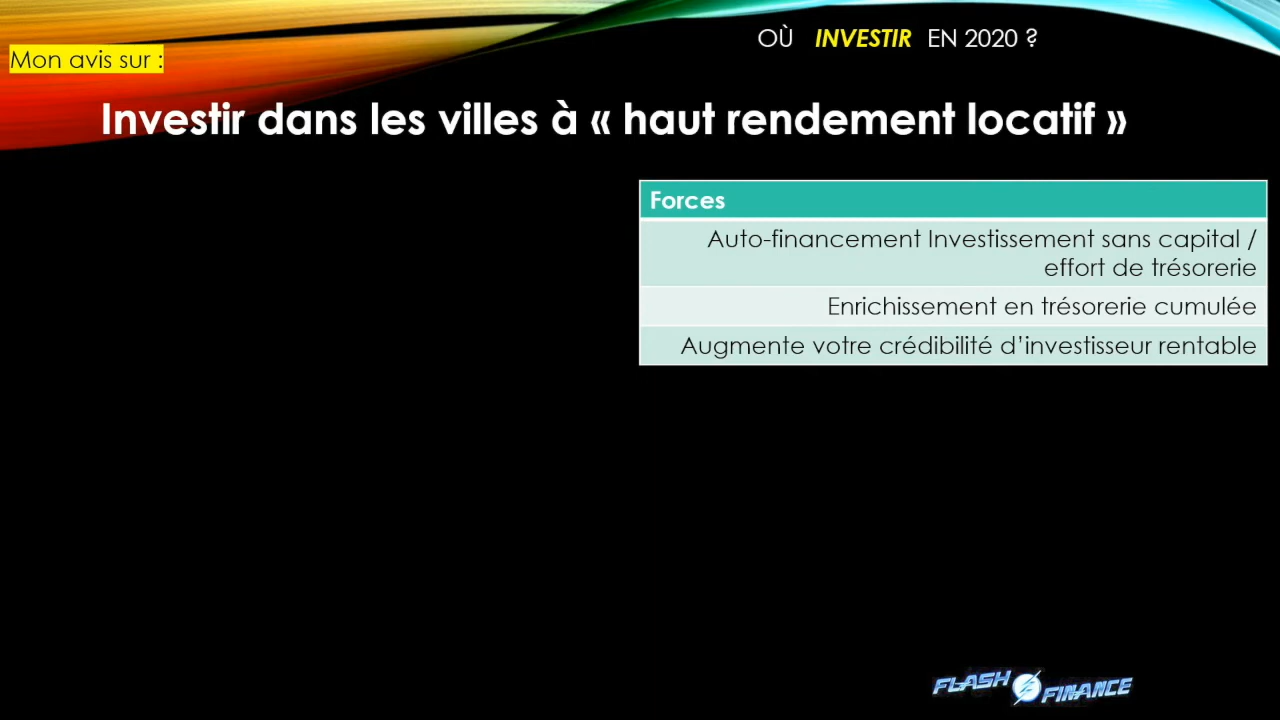 OÙ INVESTIR EN 2020 ?
Mon avis sur :
Investir dans les villes à « haut rendement locatif »
Forces
Auto-financement Investissement sans capital /
effort de trésorerie
Enrichissement en trésorerie cumulée
Augmente votre crédibilité d'investisseur rentable
FLASH FINANCE